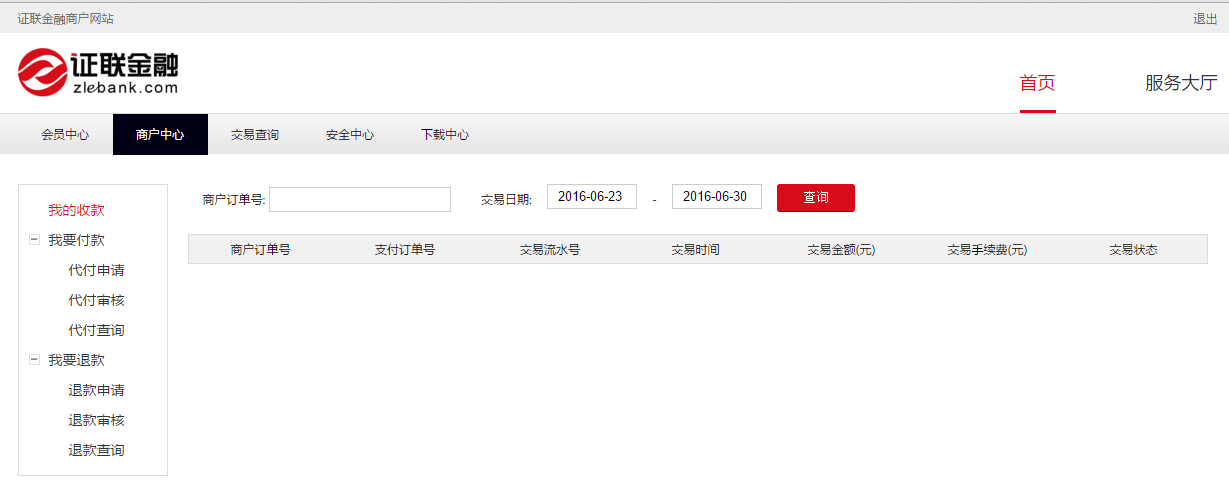 证联金融商户网站 退出
证联金融
zlebank.com
首页 服务大厅
会员中心 商户中心 交易查询 安全中心 下载中心
商户订单号: 交易日期: 2016-06-23 - 2016-06-30 查询
商户订单号 支付订单号 交易流水号 交易时间 交易金额(元) 交易手续费(元) 交易状态
我的收款
我要付款
代付申请
代付审核
代付查询
我要退款
退款申请
退款审核
退款查询